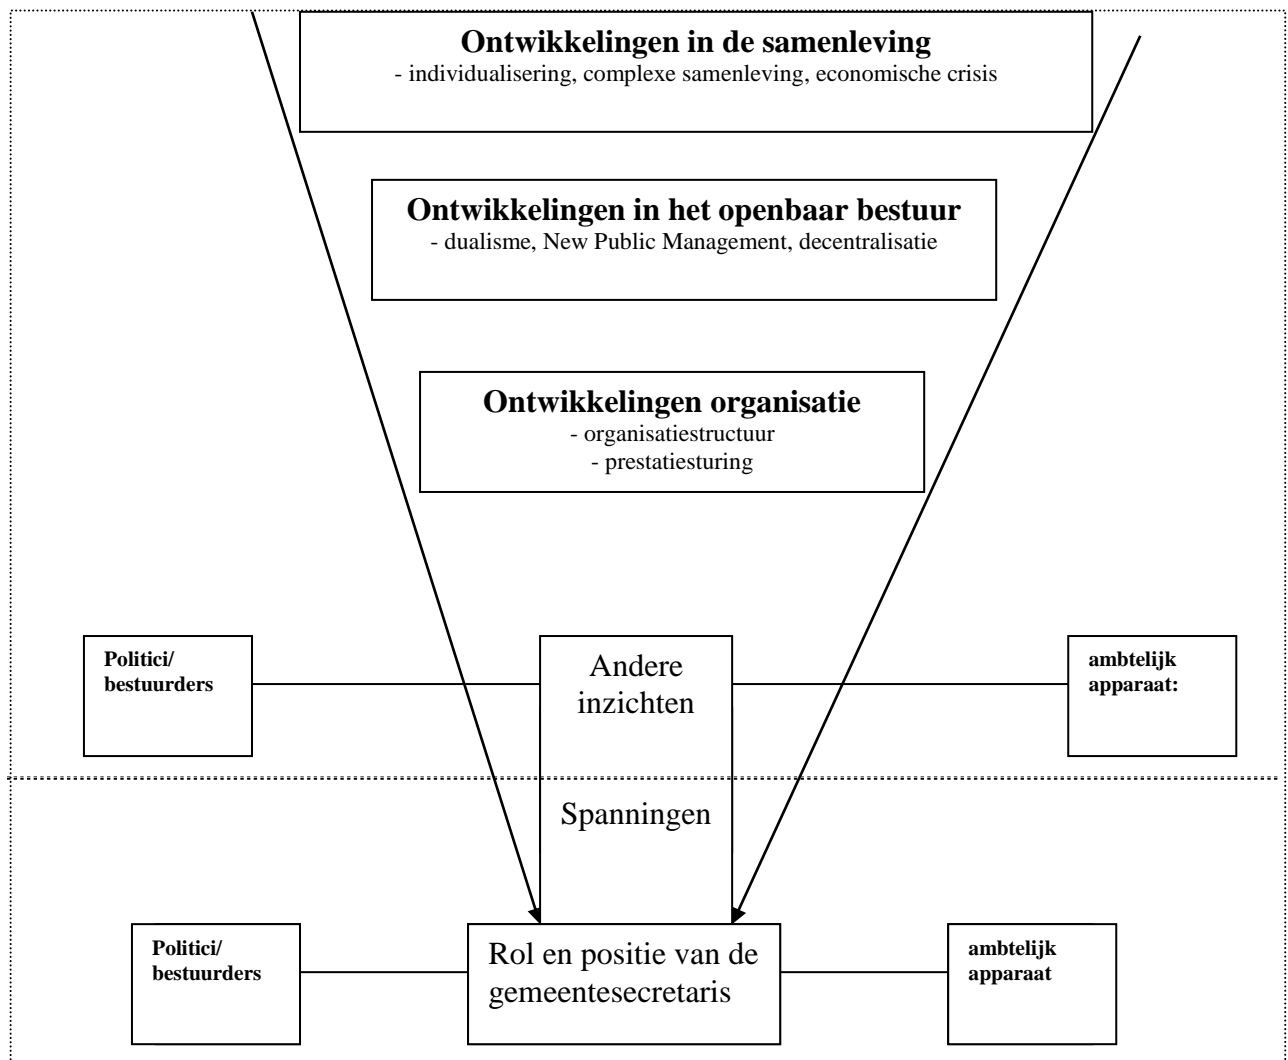 Ontwikkelingen in de samenleving
- individualisering, complexe samenleving, economische crisis
Ontwikkelingen in het openbaar bestuur
- dualisme, New Public Management, decentralisatie
Ontwikkelingen organisatie
- organisatiestructuur
- prestatiesturing
Politici/
bestuurders
Andere
inzichten
ambtelijk
apparaat:
Spanningen
Politici/
bestuurders
Rol en positie van de
gemeentesecretaris
ambtelijk
apparaat